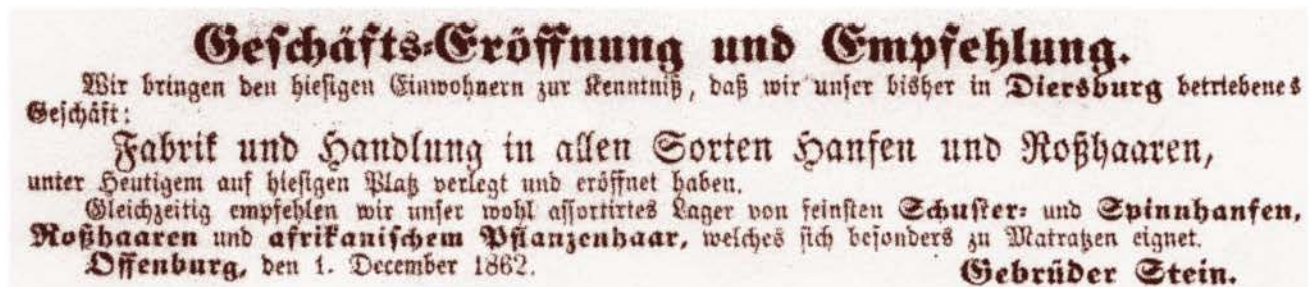 Geschäfts-Eröffnung und Empfehlung.
Wir bringen den hiesigen Einwohnern zur Kenntniß, daß wir unser bisher in Diersburg betriebenes
Geschäft:
Fabrik und Handlung in allen Sorten Hanfen und Roßhaaren,
unter Heutigem auf hiesigen Platz verlegt und eröffnet haben.
Gleichzeitig empfehlen wir unser wohl assortirtes Lager von feinsten Schuster- und Spinnhanfen,
Roßhaaren und afrikanischem Pflanzenhaar, welches sich besonders zu Matratzen eignet.
Offenburg, den 1. December 1862.
Gebrüder Stein.